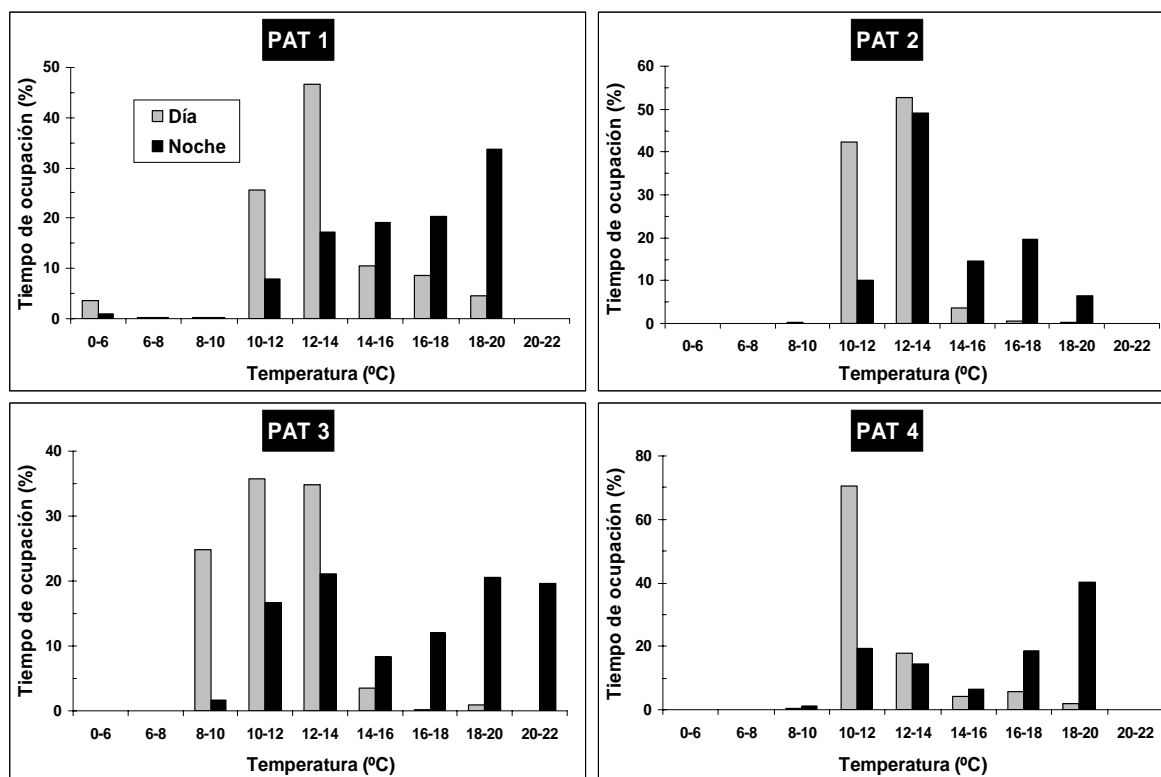 PAT 1
Tiempo de ocupación (%)
50
40
30
20
10
0
Día
Noche
0-6 6-8 8-10 10-12 12-14 14-16 16-18 18-20 20-22
Temperatura (ºC)
PAT 2
Tiempo de ocupación (%)
60
50
40
30
20
10
0
0-6 6-8 8-10 10-12 12-14 14-16 16-18 18-20 20-22
Temperatura (ºC)
PAT 3
Tiempo de ocupación (%)
40
30
20
10
0
0-6 6-8 8-10 10-12 12-14 14-16 16-18 18-20 20-22
Temperatura (ºC)
PAT 4
Tiempo de ocupación (%)
80
60
40
20
0
0-6 6-8 8-10 10-12 12-14 14-16 16-18 18-20 20-22
Temperatura (ºC)